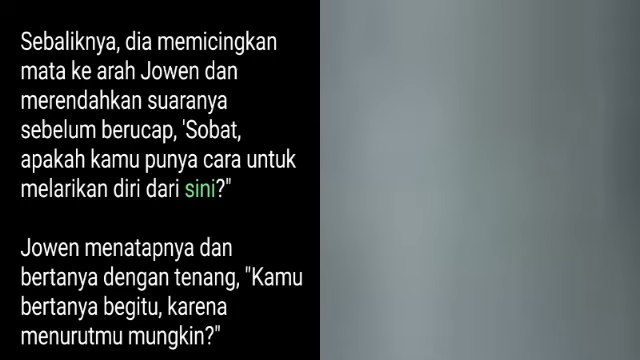 Sebaliknya, dia memicingkan
mata ke arah Jowen dan
merendahkan suaranya
sebelum berucap, 'Sobat,
apakah kamu punya cara untuk
melarikan diri dari sini?"
Jowen menatapnya dan
bertanya dengan tenang, "Kamu
bertanya begitu, karena
menurutmu mungkin?"